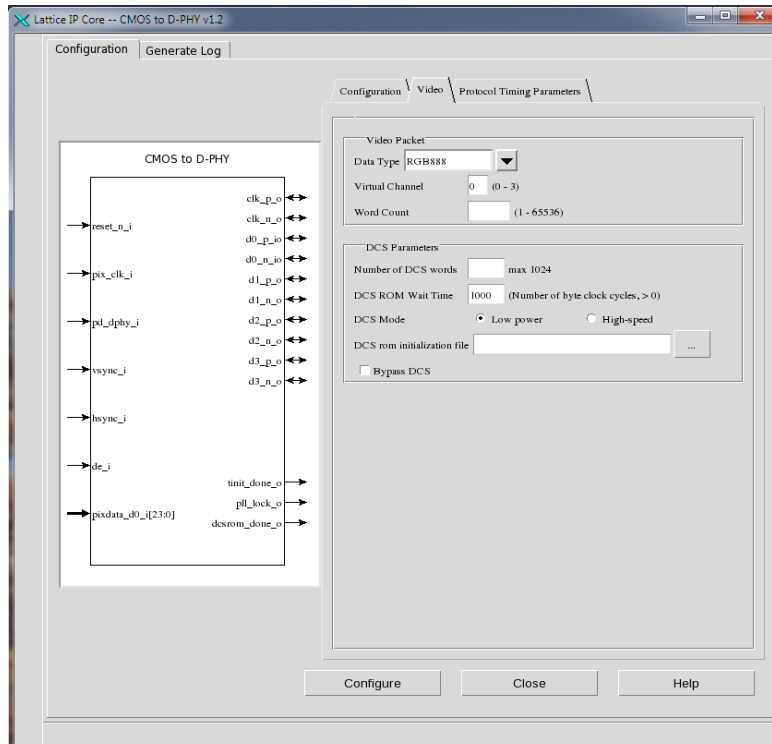 Lattice IP Core -- CMOS to D-PHY v1.2
Configuration Generate Log
Configuration Video Protocol Timing Parameters
CMOS to D-PHY
reset_n_i
pix_clk_i
pd_dphy_i
vsync_i
hsync_i
de_i
pixdata_d0_i[23:0]
clk_p_o
clk_n_o
d0_p_io
d0_n_io
d1_p_o
d1_n_o
d2_p_o
d2_n_o
d3_p_o
d3_n_o
tinit_done_o
pll_lock_o
dcsrom_done_o
Video Packet
Data Type RGB888
Virtual Channel 0 (0 - 3)
Word Count (1 - 65536)
DCS Parameters
Number of DCS words max 1024
DCS ROM Wait Time 1000 (Number of byte clock cycles, > 0)
DCS Mode Low power High-speed
DCS rom initialization file ...
Bypass DCS
Configure Close Help